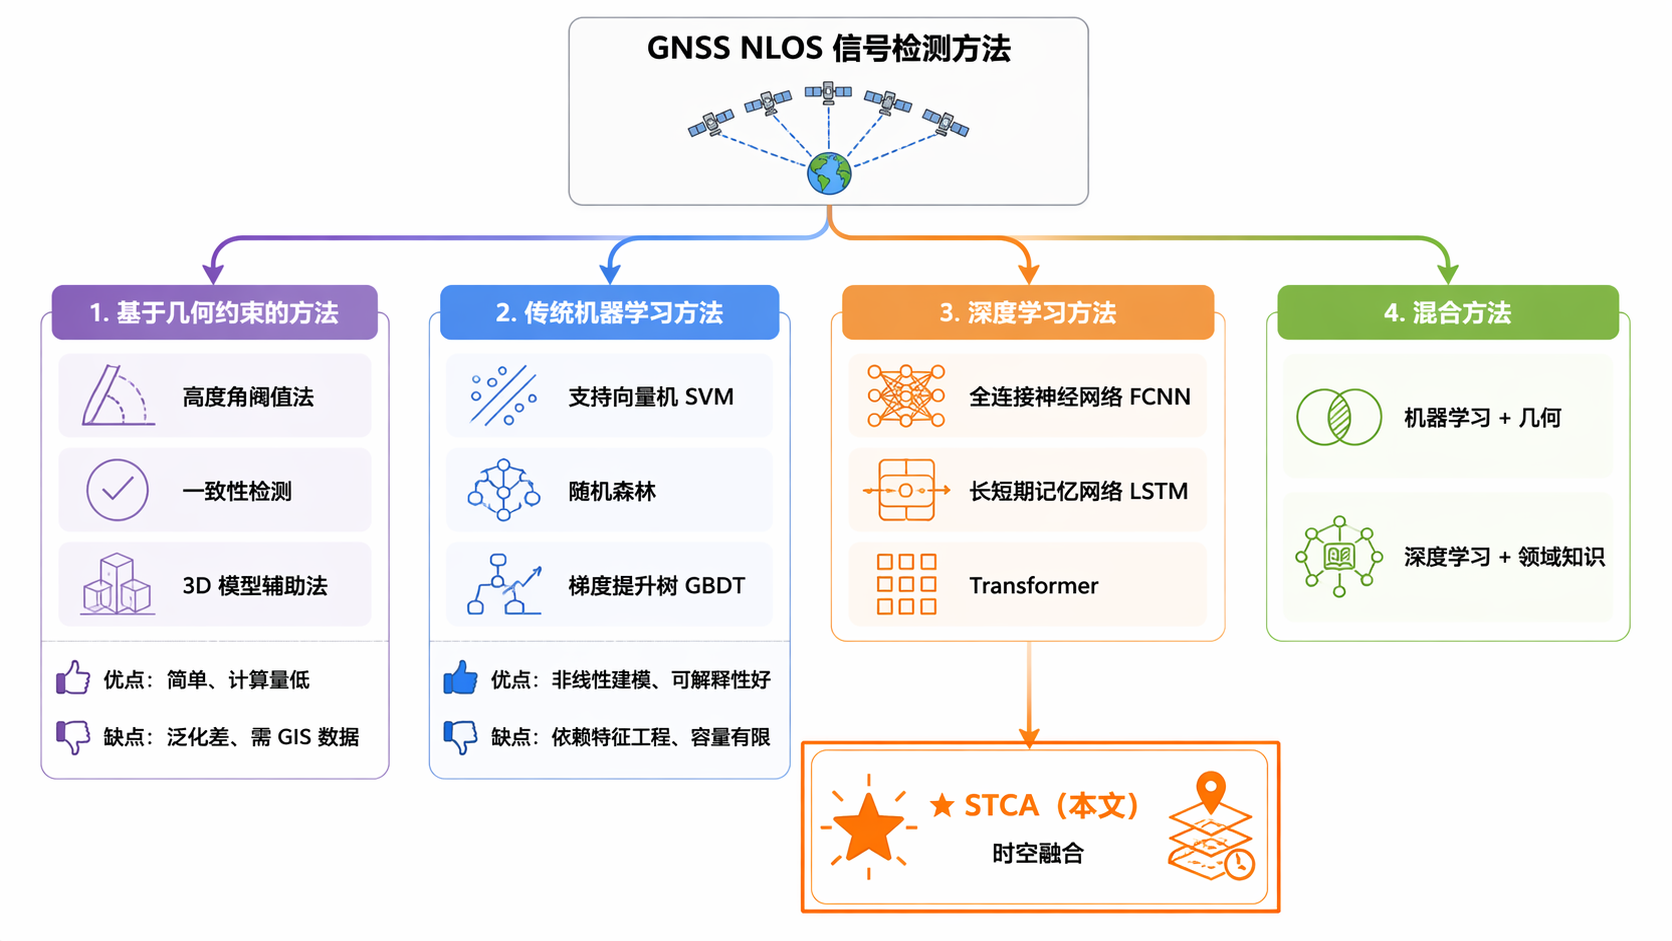 GNSS NLOS 信号检测方法
1. 基于几何约束的方法
高度角阀值法
一致性检测
3D 模型辅助法
优点：简单、计算量低
缺点：泛化差、需 GIS 数据
2. 传统机器学习方法
支持向量机 SVM
随机森林
梯度提升树 GBDT
优点：非线性建模、可解释性好
缺点：依赖特征工程、容量有限
3. 深度学习方法
全连接神经网络 FCNN
长短期记忆网络 LSTM
Transformer
★ STCA（本文）
时空融合
4. 混合方法
机器学习 + 几何
深度学习 + 领域知识